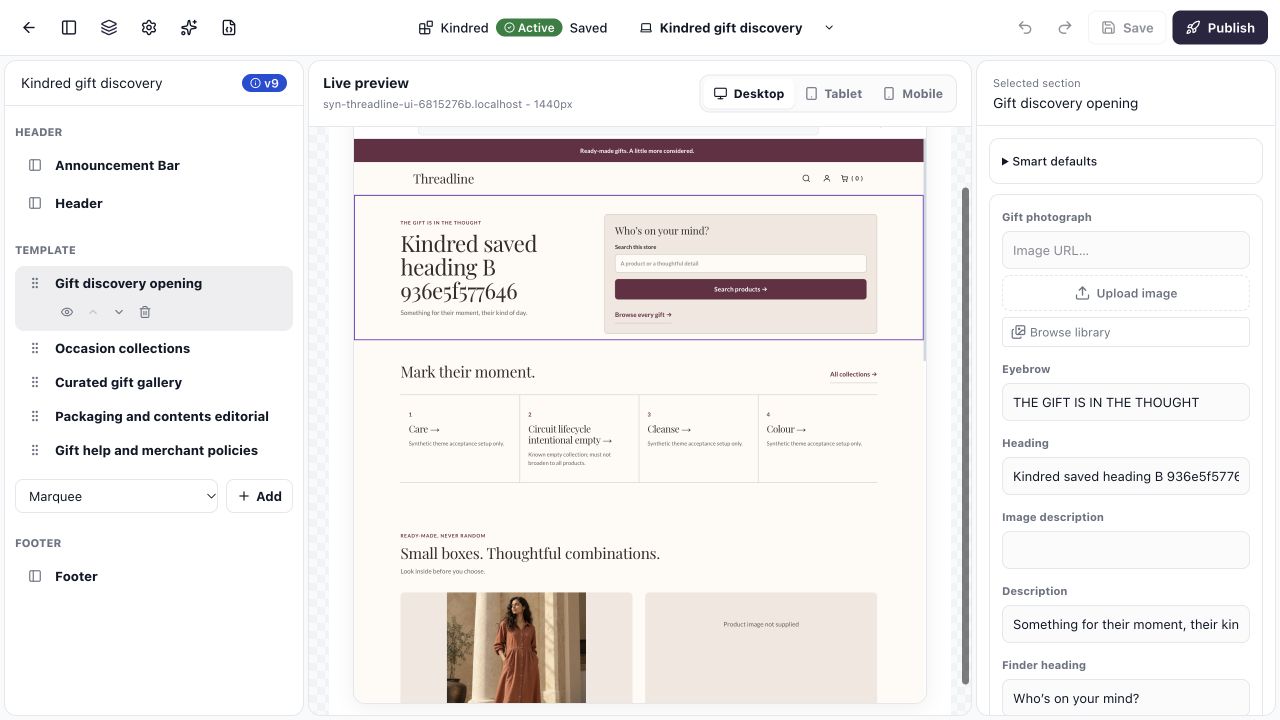 Kindred
Active
Saved
Kindred gift discovery
Save
Publish
Kindred gift discovery
v9
HEADER
Announcement Bar
Header
TEMPLATE
Gift discovery opening
Occasion collections
Curated gift gallery
Packaging and contents editorial
Gift help and merchant policies
Marquee
Add
FOOTER
Footer
Live preview
syn-threadline-ui-6815276b.localhost - 1440px
Desktop
Tablet
Mobile
Ready-made gifts. A little more considered.
Threadline
( 0 )
THE GIFT IS IN THE THOUGHT
Kindred saved
heading B
936e5f577646
Something for their moment, their kind of day.
Who's on your mind?
Search this store
A product or a thoughtful detail
Search products →
Browse every gift →
Mark their moment.
All collections →
1
Care →
Synthetic theme acceptance setup only.
2
Circuit lifecycle
intentional empty →
Known empty collection; must not
broaden to all products.
3
Cleanse →
Synthetic theme acceptance setup only.
4
Colour →
Synthetic theme acceptance setup only.
READY-MADE, NEVER RANDOM
Small boxes. Thoughtful combinations.
Look inside before you choose.
Product image not supplied
Selected section
Gift discovery opening
Smart defaults
Gift photograph
Image URL...
Upload image
Browse library
Eyebrow
THE GIFT IS IN THE THOUGHT
Heading
Kindred saved heading B 936e5f5776
Image description
Description
Something for their moment, their kin
Finder heading
Who's on your mind?